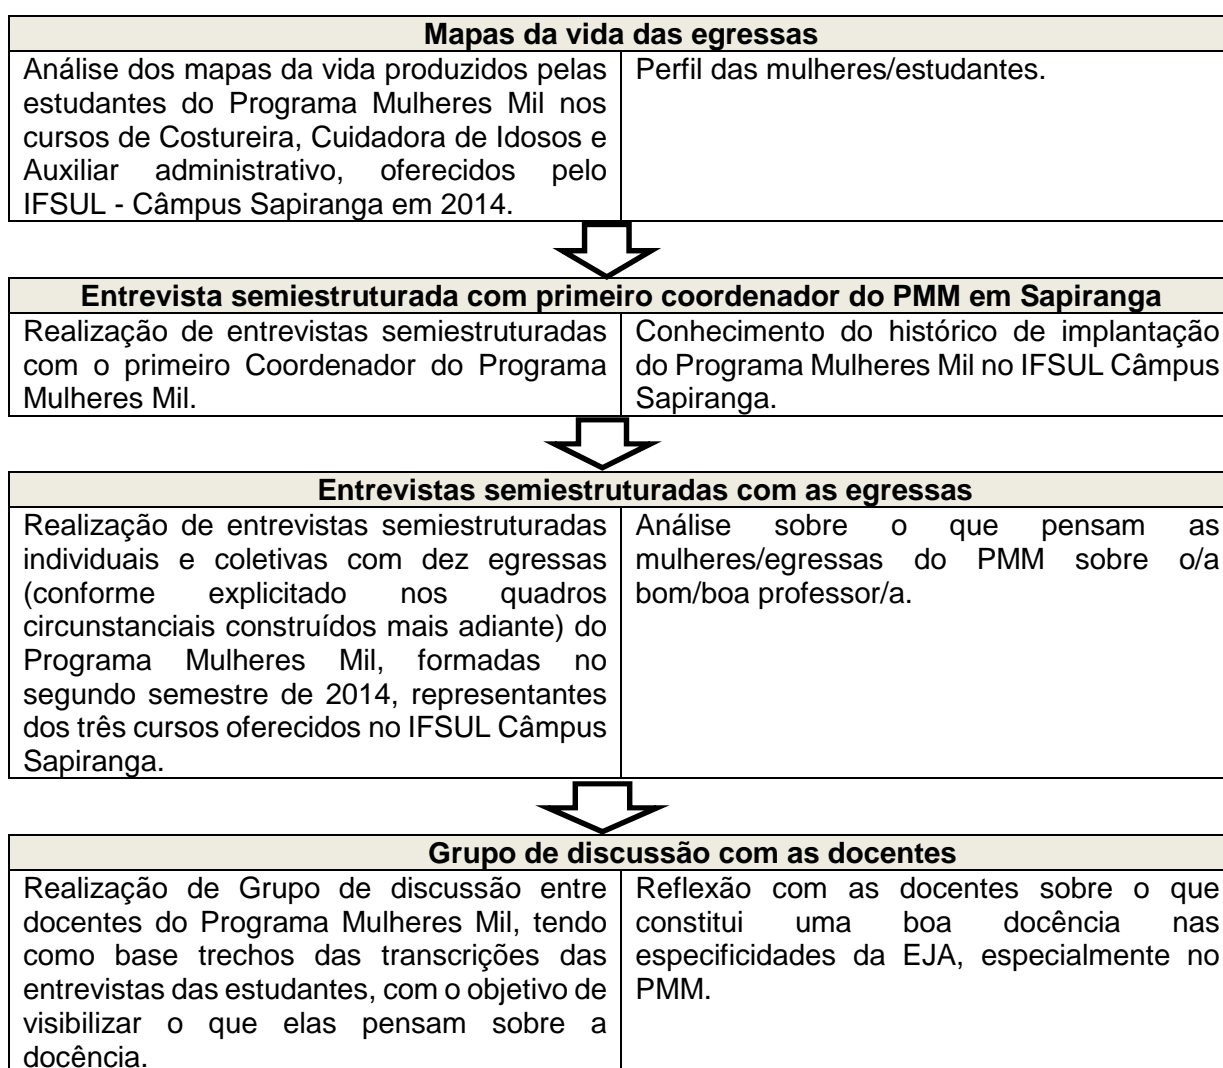 Mapas da vida das egressas
Análise dos mapas da vida produzidos pelas
estudantes do Programa Mulheres Mil nos
cursos de Costureira, Cuidadora de Idosos e
Auxiliar administrativo, oferecidos pelo
IFSUL - Câmpus Sapiranga em 2014.
Perfil das mulheres/estudantes.
Entrevista semiestruturada com primeiro coordenador do PMM em Sapiranga
Realização de entrevistas semiestruturadas
com o primeiro Coordenador do Programa
Mulheres Mil.
Conhecimento do histórico de implantação
do Programa Mulheres Mil no IFSUL Câmpus
Sapiranga.
Entrevistas semiestruturadas com as egressas
Realização de entrevistas semiestruturadas
individuais e coletivas com dez egressas
(conforme explicitado nos quadros
circunstanciais construídos mais adiante) do
Programa Mulheres Mil, formadas no
segundo semestre de 2014, representantes
dos três cursos oferecidos no IFSUL Câmpus
Sapiranga.
Análise sobre o que pensam as
mulheres/egressas do PMM sobre o/a
bom/boa professor/a.
Grupo de discussão com as docentes
Realização de Grupo de discussão entre
docentes do Programa Mulheres Mil, tendo
como base trechos das transcrições das
entrevistas das estudantes, com o objetivo de
visibilizar o que elas pensam sobre a
docência.
Reflexão com as docentes sobre o que
constitui uma boa docência nas
especificidades da EJA, especialmente no
PMM.